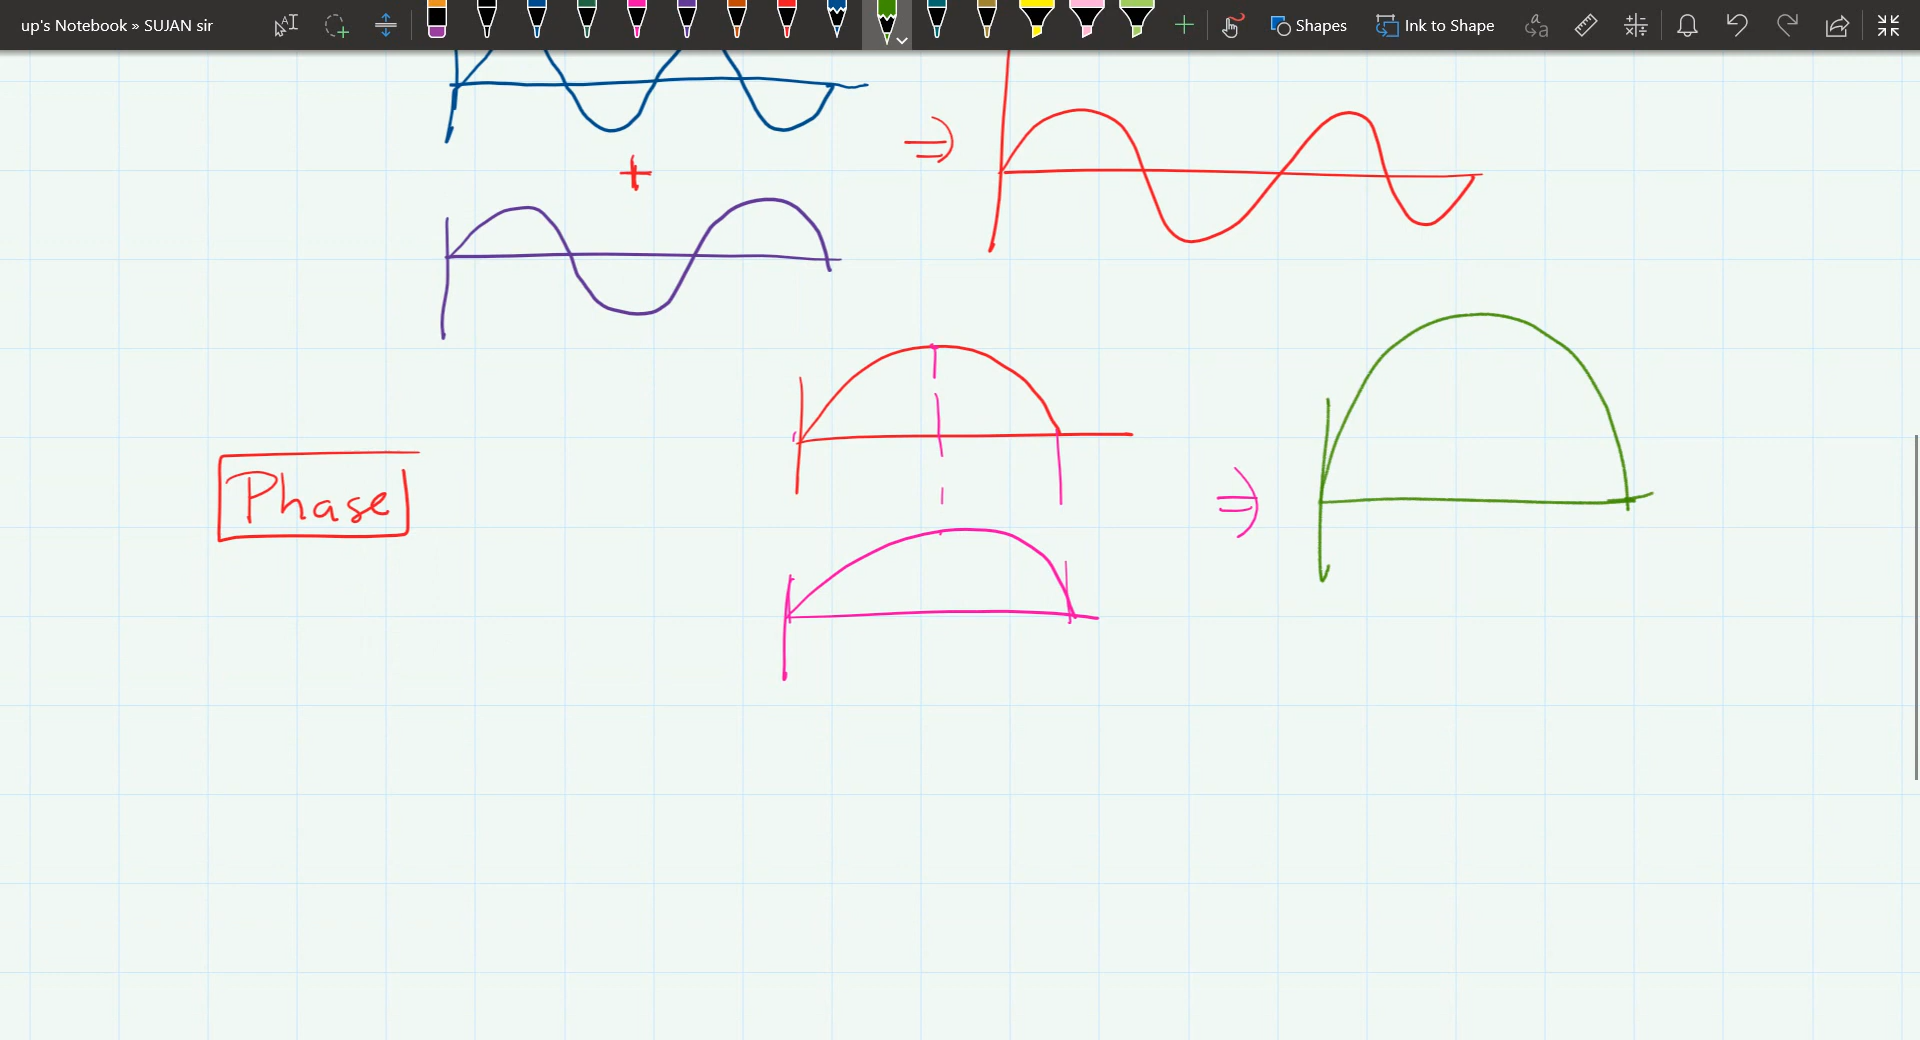 up's Notebook » SUJAN sir
Shapes
Ink to Shape
+
⇒
Phase
⇒